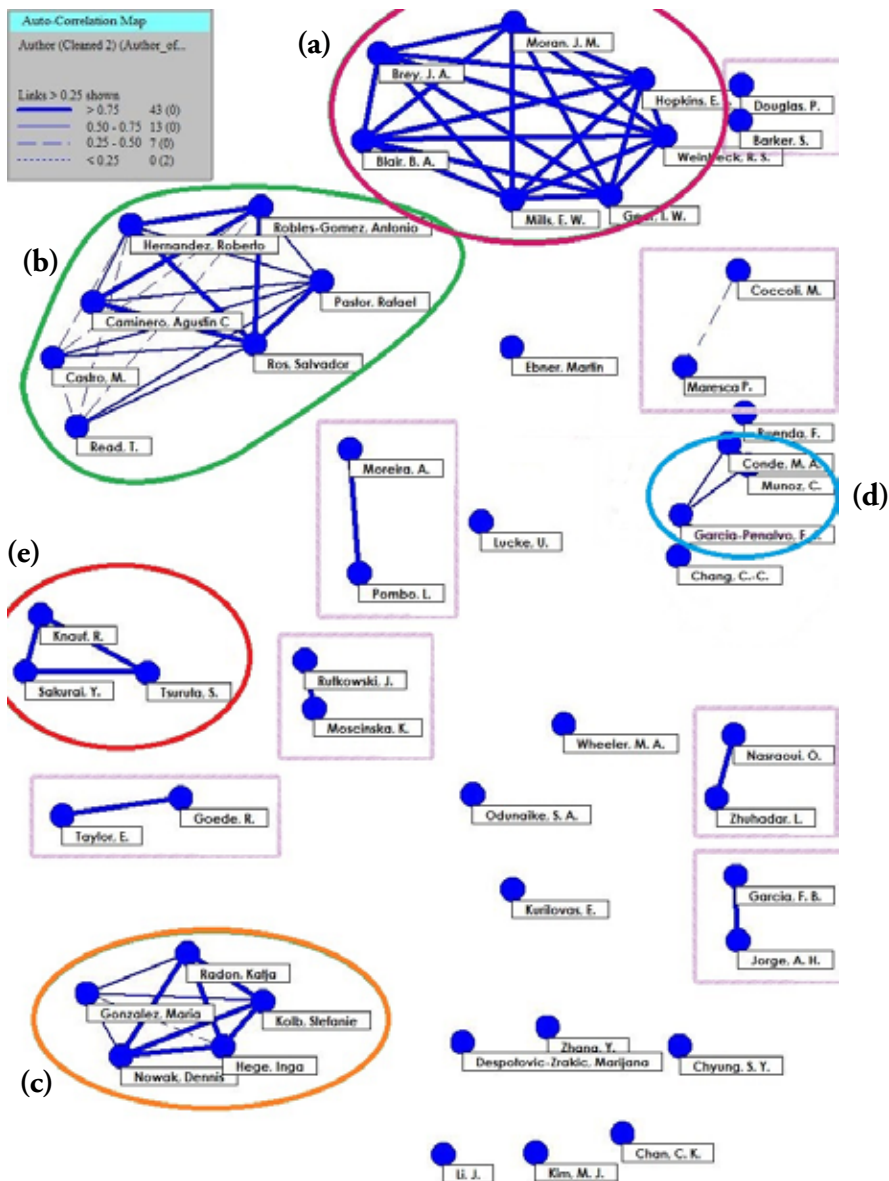 Auto-Correlation Map
Author (Cleaned 2) (Author_of...
Links > 0.25 shown
> 0.75 43 (0)
0.50 - 0.75 13 (0)
0.25 - 0.50 7 (0)
< 0.25 0 (2)
(a)
Moran, J. M.
Brey, J. A.
Hopkins, E.
Douglas, P.
Barker, S.
Weinbeck, R. S.
Blair, B. A.
Mills, E. W.
Geer, I. W.
(b)
Robles-Gomez, Antonio
Hernandez, Roberto
Pastor, Rafael
Caminero, Agustin C
Ros, Salvador
Castro, M.
Read, T.
Coccoli, M.
Maresca P.
Ebner, Martin
Moreira, A.
Pombo, L.
Lucke, U.
(d)
Conde, M. A.
Munoz, C.
Garcia-Penalvo, F.
Chang, C.-C.
(e)
Knauf, R.
Sakurai, Y.
Tsuruta, S.
Rutkowski, J.
Moscinska, K.
Wheeler, M. A.
Nasraoui, O.
Zhuhadar, L.
Goede, R.
Taylor, E.
Odunaike, S. A.
Kurilovas, E.
Garcia, F. B.
Jorge, A. H.
(c)
Radon, Katja
Gonzalez, Maria
Kolb, Stefanie
Hege, Inga
Nowak, Dennis
Zhang, Y.
Despotovic-Zrakic, Marijana
Chyung, S. Y.
Chan, C. K.
Li, J.
Kim, M. J.